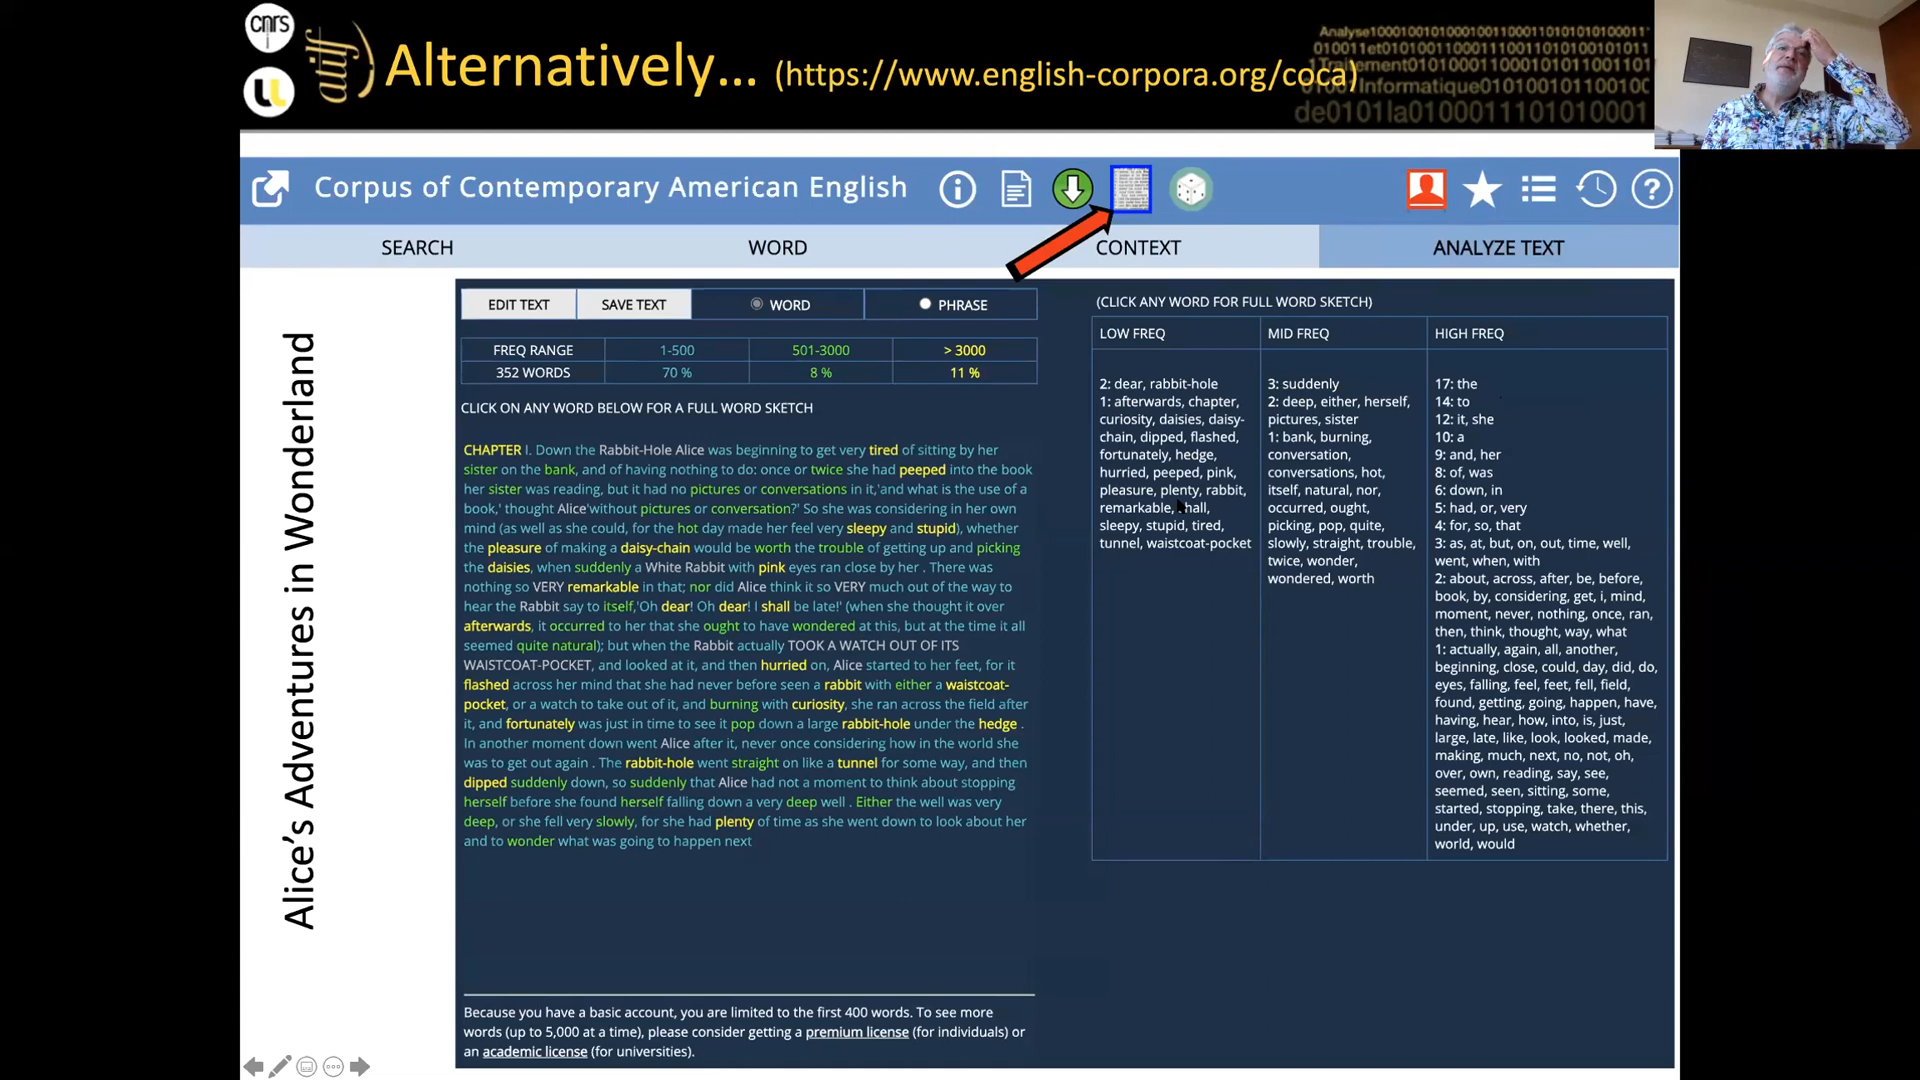 cnrs
atilf
Alternatively... (https://www.english-corpora.org/coca)
Analyse10001001010001001100011010101000011
010011et01010110001110011010101001011
Informatique01010100110100
de0101la01000111010101000
Corpus of Contemporary American English
SEARCH
WORD
CONTEXT
ANALYZE TEXT
Alice's Adventures in Wonderland
EDIT TEXT
SAVE TEXT
WORD
PHRASE
FREQ RANGE 1-500 501-3000 > 3000
352 WORDS 70 % 8 % 11 %
CLICK ON ANY WORD BELOW FOR A FULL WORD SKETCH
CHAPTER I. Down the Rabbit-Hole Alice was beginning to get very tired of sitting by her
sister on the bank, and of having nothing to do: once or twice she had peeped into the book
her sister was reading, but it had no pictures or conversations in it,'and what is the use of a
book,' thought Alice'without pictures or conversation?' So she was considering in her own
mind (as well as she could, for the hot day made her feel very sleepy and stupid), whether
the pleasure of making a daisy-chain would be worth the trouble of getting up and picking
the daisies, when suddenly a White Rabbit with pink eyes ran close by her . There was
nothing so VERY remarkable in that; nor did Alice think it so VERY much out of the way to
hear the Rabbit say to itself,'Oh dear! Oh dear! I shall be late!' (when she thought it over
afterwards, it occurred to her that she ought to have wondered at this, but at the time it all
seemed quite natural); but when the Rabbit actually TOOK A WATCH OUT OF ITS
WAISTCOAT-POCKET, and looked at it, and then hurried on, Alice started to her feet, for it
flashed across her mind that she had never before seen a rabbit with either a waistcoat-
pocket, or a watch to take out of it, and burning with curiosity, she ran across the field after
it, and fortunately was just in time to see it pop down a large rabbit-hole under the hedge .
In another moment down went Alice after it, never once considering how in the world she
was to get out again . The rabbit-hole went straight on like a tunnel for some way, and then
dipped suddenly down, so suddenly that Alice had not a moment to think about stopping
herself before she found herself falling down a very deep well . Either the well was very
deep, or she fell very slowly, for she had plenty of time as she went down to look about her
and to wonder what was going to happen next
Because you have a basic account, you are limited to the first 400 words. To see more
words (up to 5,000 at a time), please consider getting a premium license (for individuals) or
an academic license (for universities).
(CLICK ANY WORD FOR FULL WORD SKETCH)
LOW FREQ
2: dear, rabbit-hole
1: afterwards, chapter,
curiosity, daisies, daisy-
chain, dipped, flashed,
fortunately, hedge,
hurried, peeped, pink,
pleasure, plenty, rabbit,
remarkable, shall,
sleepy, stupid, tired,
tunnel, waistcoat-pocket
MID FREQ
3: suddenly
2: deep, either, herself,
pictures, sister
1: bank, burning,
conversation,
conversations, hot,
itself, natural, nor,
occurred, ought,
picking, pop, quite,
slowly, straight, trouble,
twice, wonder,
wondered, worth
HIGH FREQ
17: the
14: to
12: it, she
10: a
9: and, her
8: of, was
6: down, in
5: had, or, very
4: for, so, that
3: as, at, but, on, out, time, well,
went, when, with
2: about, across, after, be, before,
book, by, considering, get, i, mind,
moment, never, nothing, once, ran,
then, think, thought, way, what
1: actually, again, all, another,
beginning, close, could, day, did, do,
eyes, falling, feel, feet, fell, field,
found, getting, going, happen, have,
having, hear, how, into, is, just,
large, late, like, look, looked, made,
making, much, next, no, not, oh,
over, own, reading, say, see,
seemed, seen, sitting, some,
started, stopping, take, there, this,
under, up, use, watch, whether,
world, would